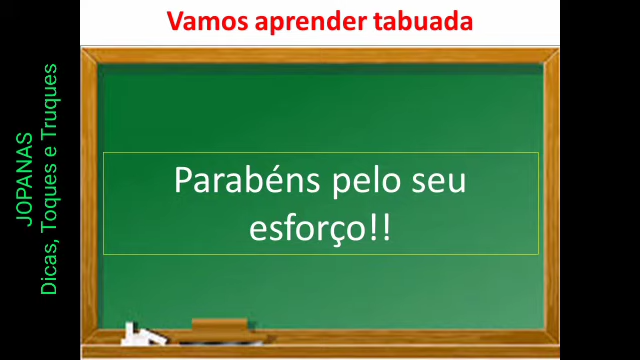 Vamos aprender tabuada
JOPANAS
Dicas, Toques e Truques
Parabéns pelo seu
esforço!!